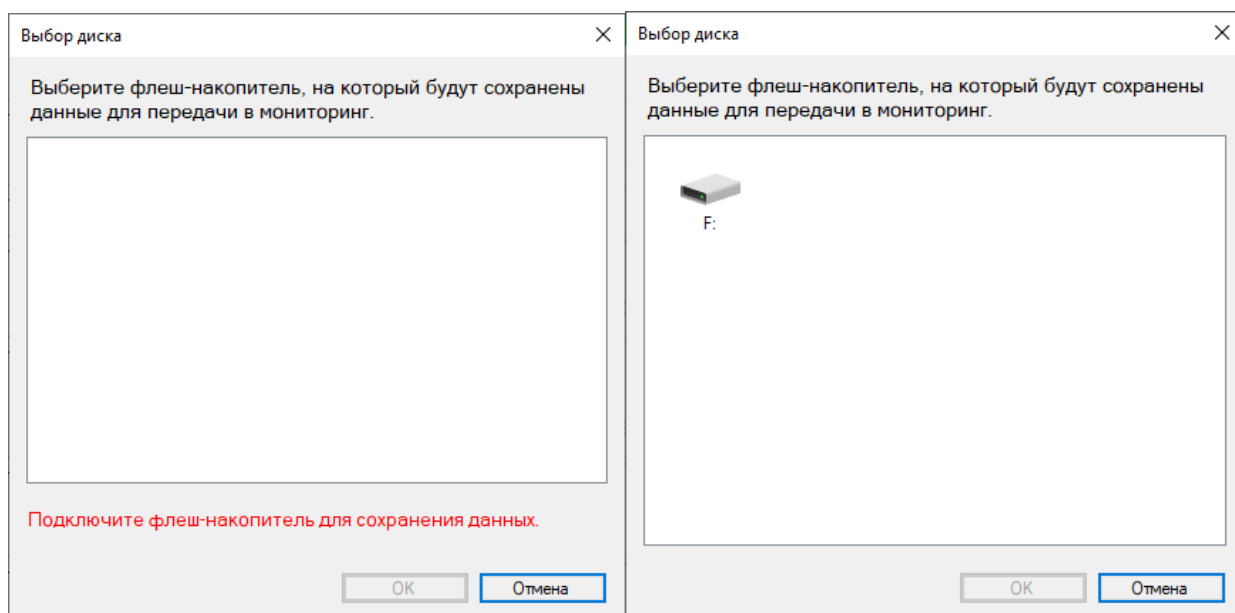 Выбор диска
Выберите флеш-накопитель, на который будут сохранены
данные для передачи в мониторинг.
Подключите флеш-накопитель для сохранения данных.
OK
Отмена
Выбор диска
Выберите флеш-накопитель, на который будут сохранены
данные для передачи в мониторинг.
F:
OK
Отмена